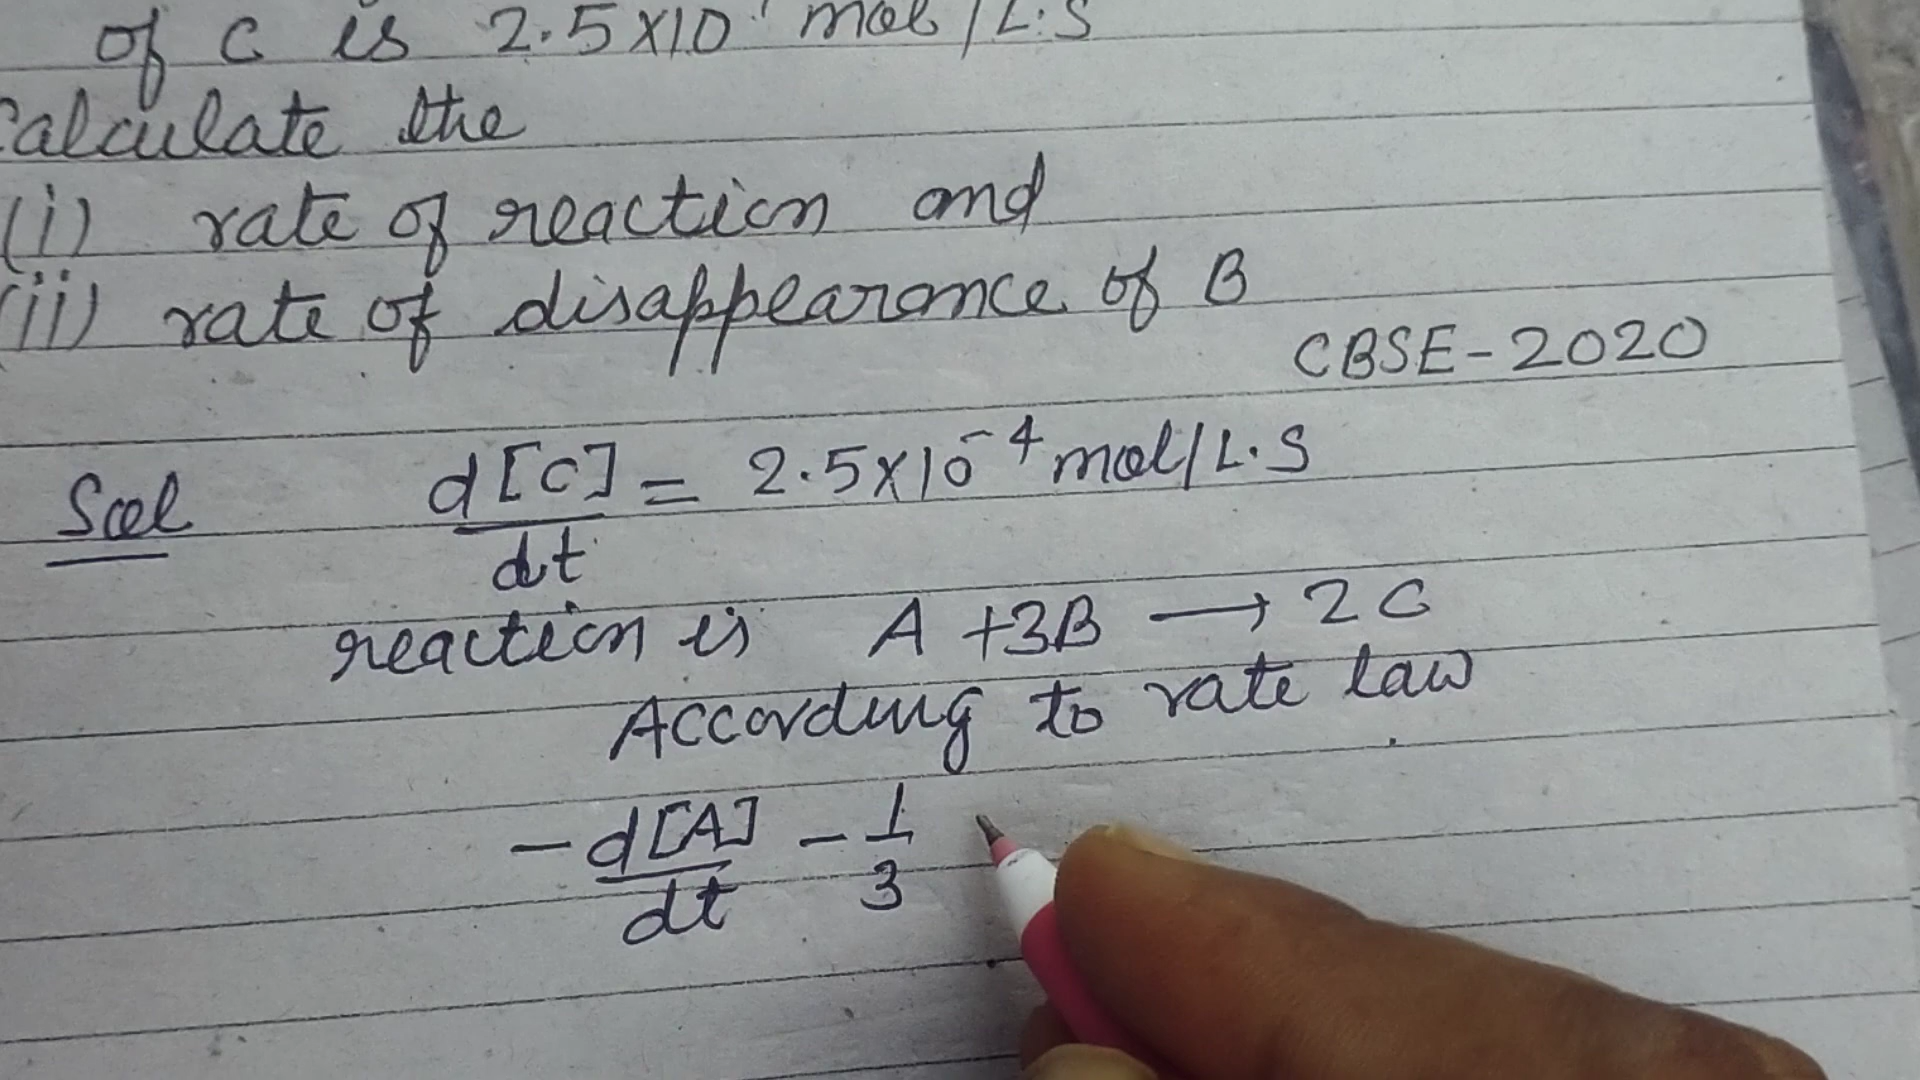 of C is 2.5×10 mol/L.S
Calculate the
(i) rate of reaction and
(ii) rate of disappearance of B
CBSE-2020
Sol d[C]/dt = 2.5×10⁻⁴ mol/L.S
reaction is A +3B → 2C
According to rate law
-d[A]/dt - 1/3